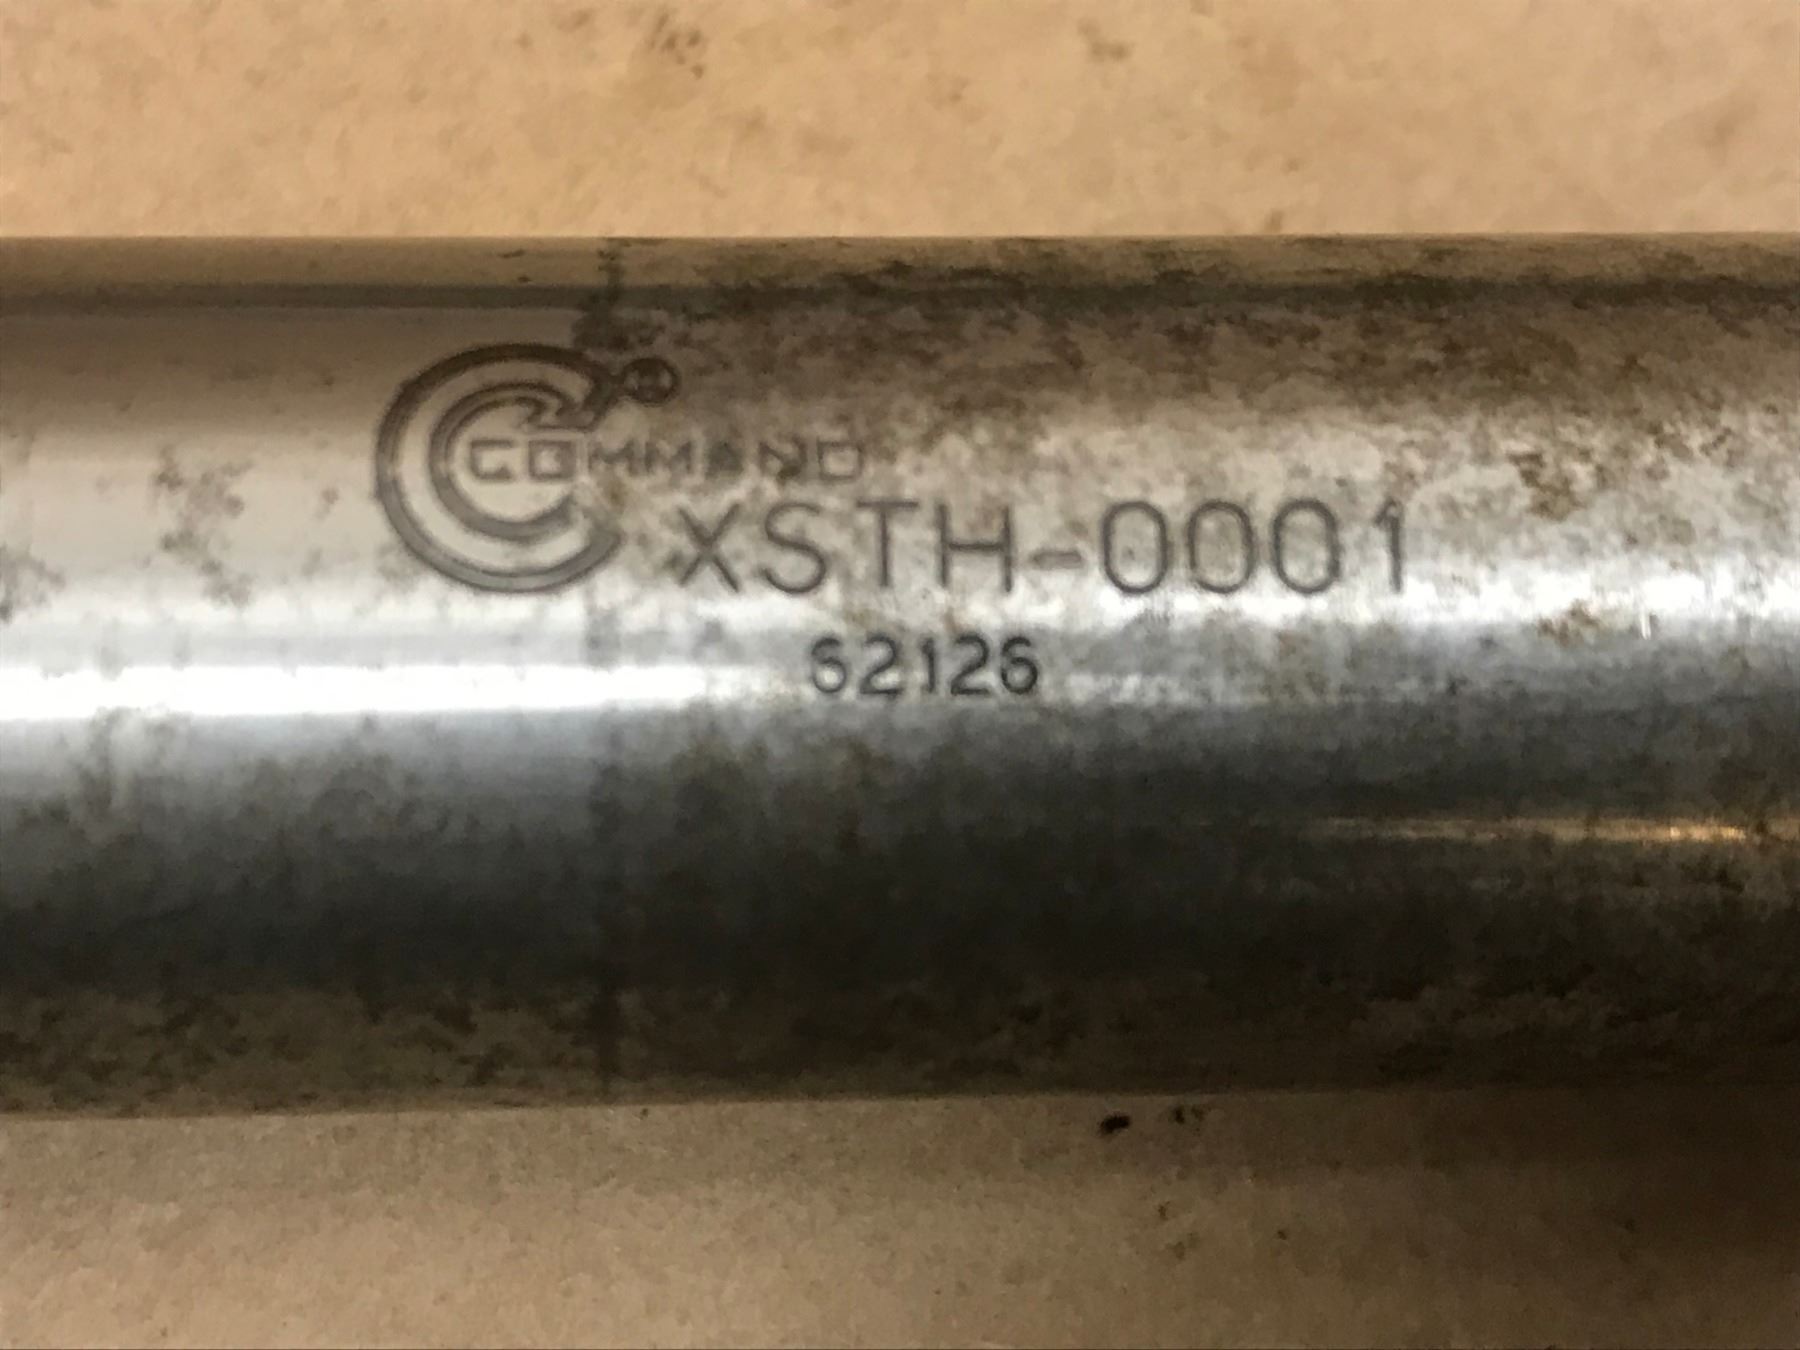 COMMAND
XSTH-0001
62126